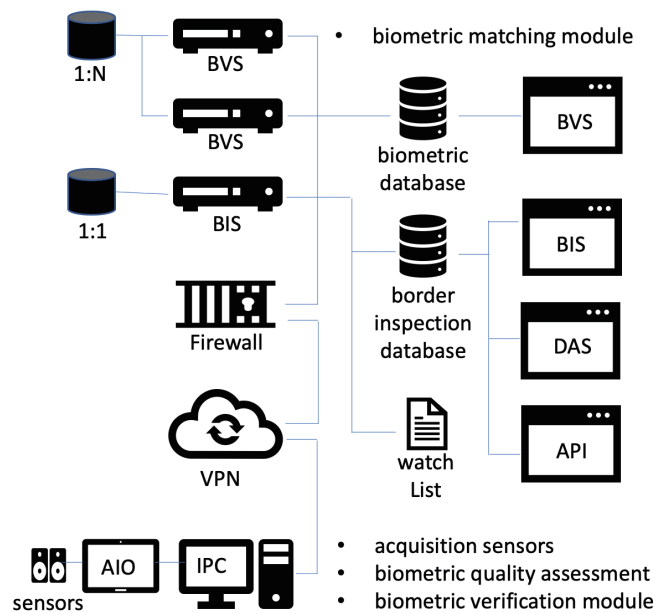 1:N
BVS
• biometric matching module
BVS
biometric
database
BVS
1:1
BIS
border
inspection
database
BIS
Firewall
DAS
VPN
watch
List
API
sensors
AIO
IPC
• acquisition sensors
• biometric quality assessment
• biometric verification module